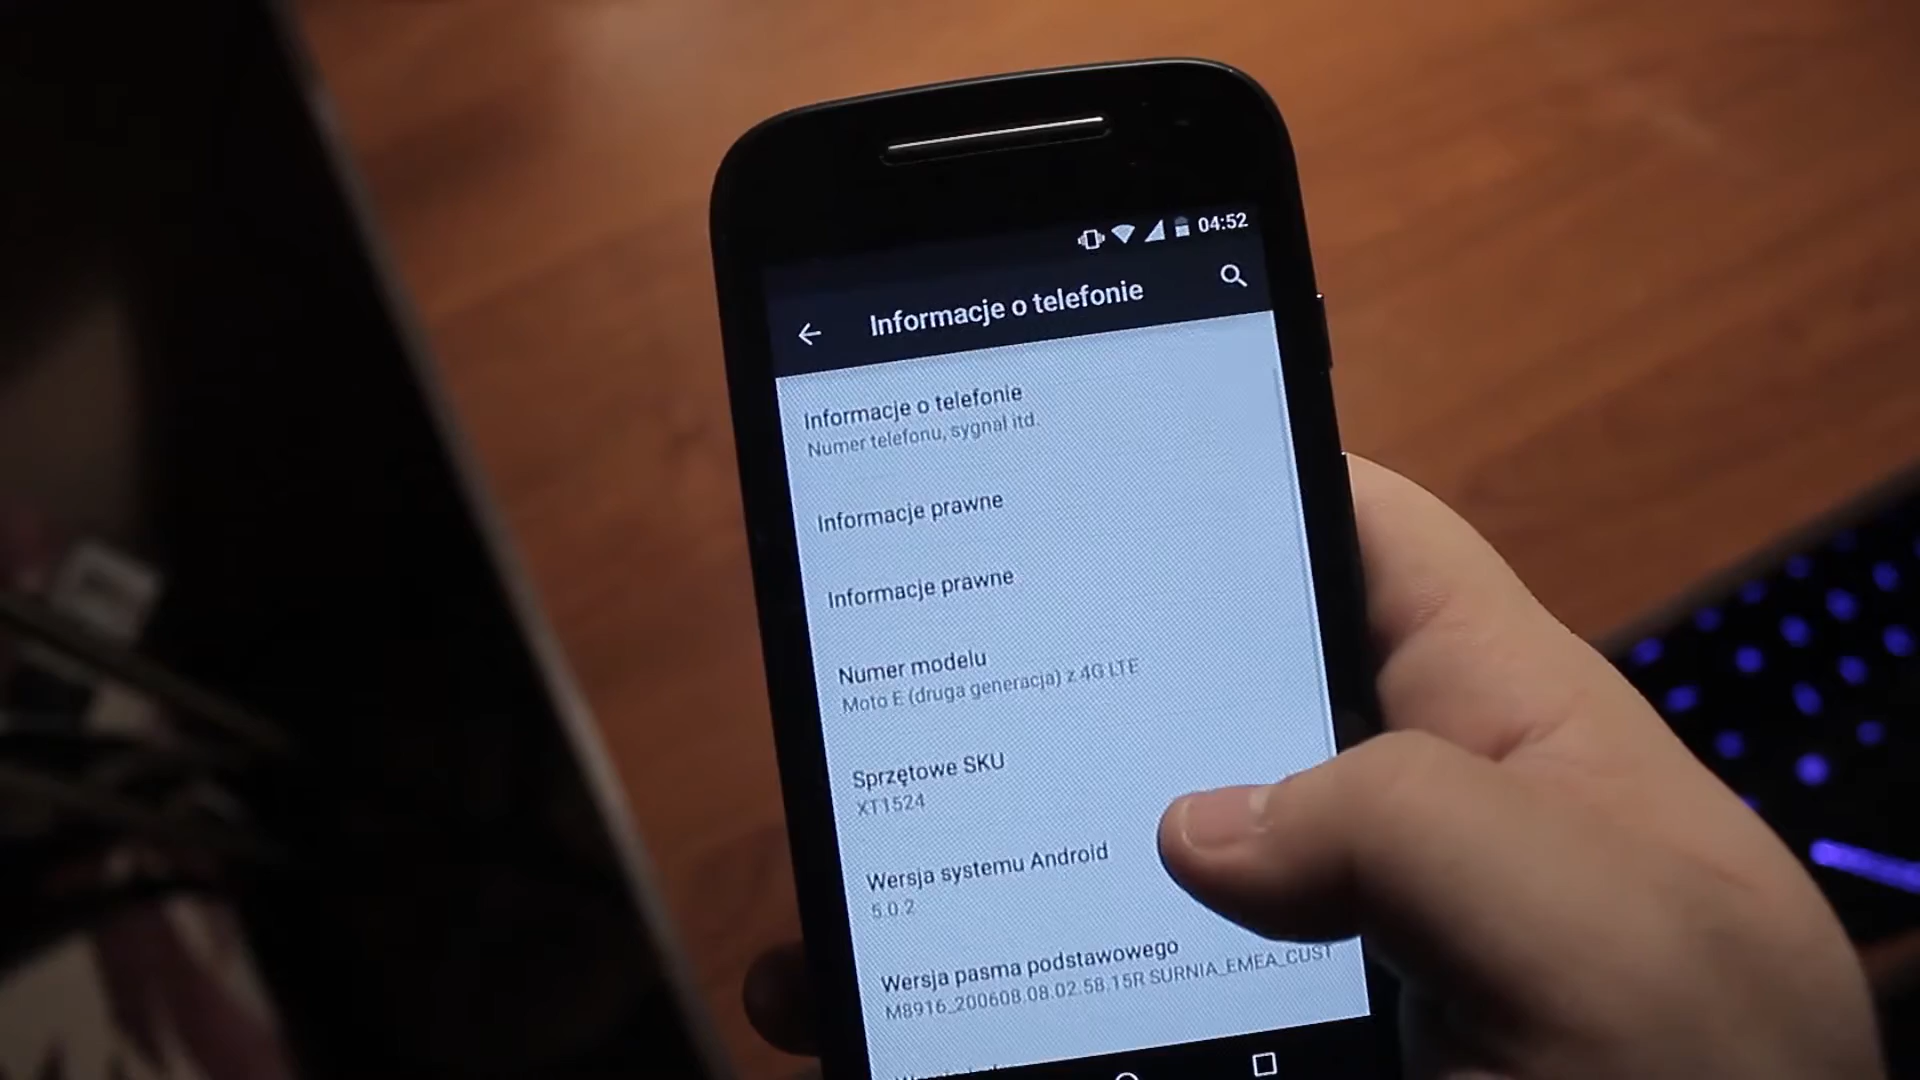 04:52
Informacje o telefonie
Informacje o telefonie
Numer telefonu, sygnał itd.
Informacje prawne
Informacje prawne
Numer modelu
Moto E (druga generacja) z 4G LTE
Sprzętowe SKU
XT1524
Wersja systemu Android
5.0.2
Wersja pasma podstawowego
M8916_200608.08.02.58.15R SURNIA_EMEA_CUST